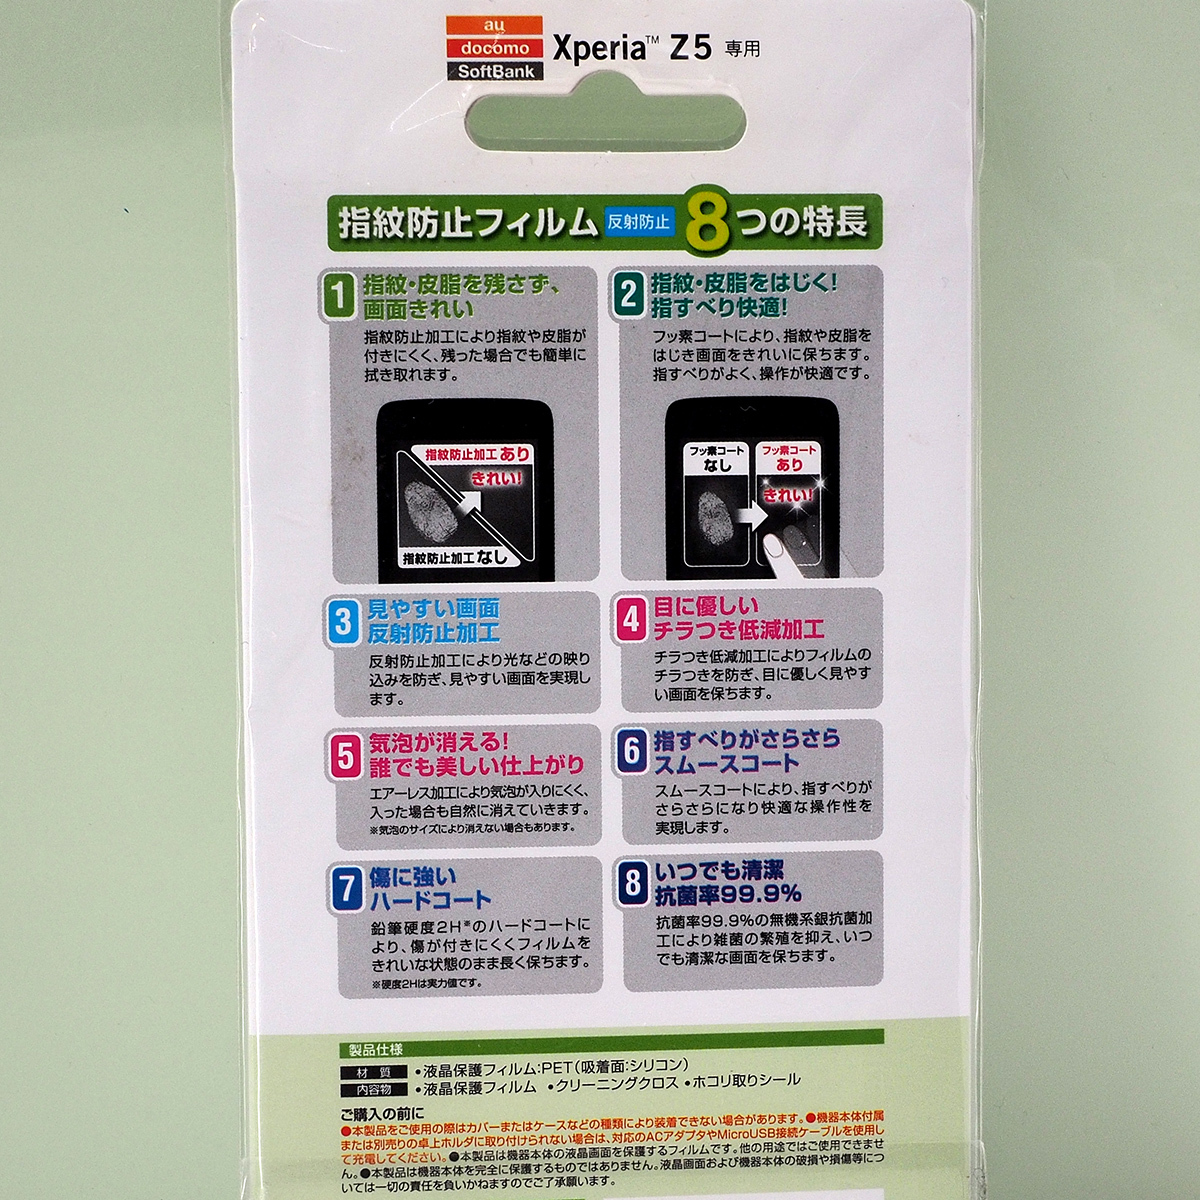 au
docomo
SoftBank
Xperia™ Z5 専用
指紋防止フィルム 反射防止 8つの特長
1 指紋・皮脂を残さず、
画面きれい
指紋防止加工により指紋や皮脂が
付きにくく、残った場合でも簡単に
拭き取れます。
指紋防止加工あり
きれい!
指紋防止加工なし
2 指紋・皮脂をはじく!
指すべり快適!
フッ素コートにより、指紋や皮脂を
はじき画面をきれいに保ちます。
指すべりがよく、操作が快適です。
フッ素コート
なし
フッ素コート
あり
きれい!
3 見やすい画面
反射防止加工
反射防止加工により光などの映り
込みを防ぎ、見やすい画面を実現し
ます。
4 目に優しい
チラつき低減加工
チラつき低減加工によりフィルムの
チラつきを防ぎ、目に優しく見やす
い画面を保ちます。
5 気泡が消える!
誰でも美しい仕上がり
エアーレス加工により気泡が入りにくく、
入った場合も自然に消えていきます。
※気泡のサイズにより消えない場合もあります。
6 指すべりがさらさら
スムースコート
スムースコートにより、指すべりが
さらさらになり快適な操作性を
実現します。
7 傷に強い
ハードコート
鉛筆硬度2H※のハードコートに
より、傷が付きにくくフィルムを
きれいな状態のまま長く保ちます。
※硬度2Hは実力値です。
8 いつでも清潔
抗菌率99.9%
抗菌率99.9%の無機系銀抗菌加
工により雑菌の繁殖を抑え、いつ
でも清潔な画面を保ちます。
製品仕様
材質 ・液晶保護フィルム:PET(吸着面:シリコン)
内容物 ・液晶保護フィルム ・クリーニングクロス ・ホコリ取りシール
ご購入の前に
●本製品をご使用の際はカバーまたはケースなどの種類により装着できない場合があります。●機器本体付属
または別売りの卓上ホルダに取り付けられない場合は、対応のACアダプタやMicroUSB接続ケーブルを使用し
て充電してください。●本製品は機器本体の液晶画面を保護するフィルムです。他の用途ではご使用できませ
ん。●本製品は機器本体を完全に保護するものではありません。液晶画面および機器本体の破損や損傷等につ
いては一切の責任を負いかねますのでご了承願います。